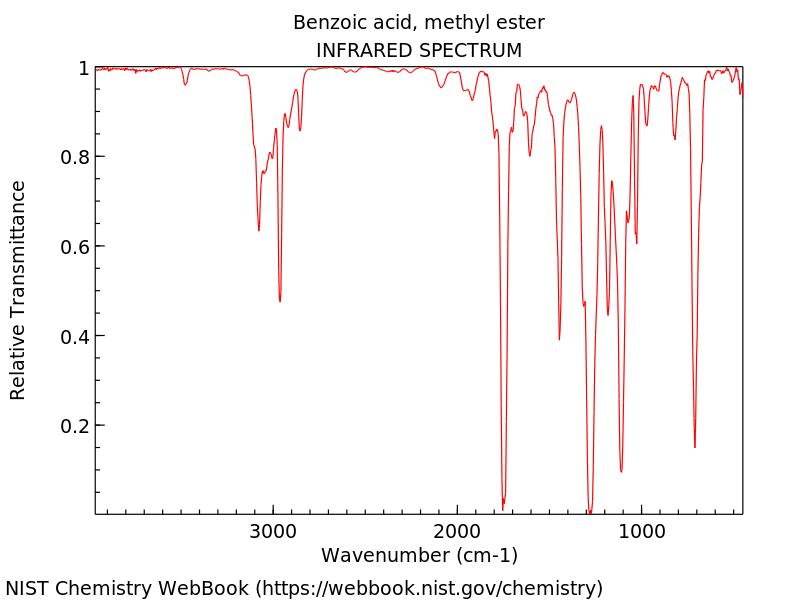 Benzoic acid, methyl ester
INFRARED SPECTRUM
1
0.8
0.6
0.4
0.2
Relative Transmittance
3000 2000 1000
Wavenumber (cm-1)
NIST Chemistry WebBook (https://webbook.nist.gov/chemistry)